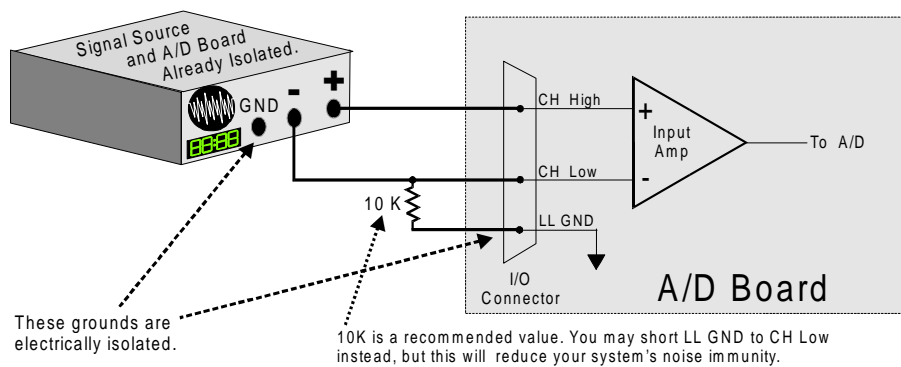 Signal Source
and A/D Board
Already Isolated.
GND
-
+
88:88
CH High
+
Input
Amp
To A/D
CH Low
-
10 K
LL GND
I/O
Connector
A/D Board
These grounds are
electrically isolated.
10K is a recommended value. You may short LL GND to CH Low
instead, but this will reduce your system's noise immunity.